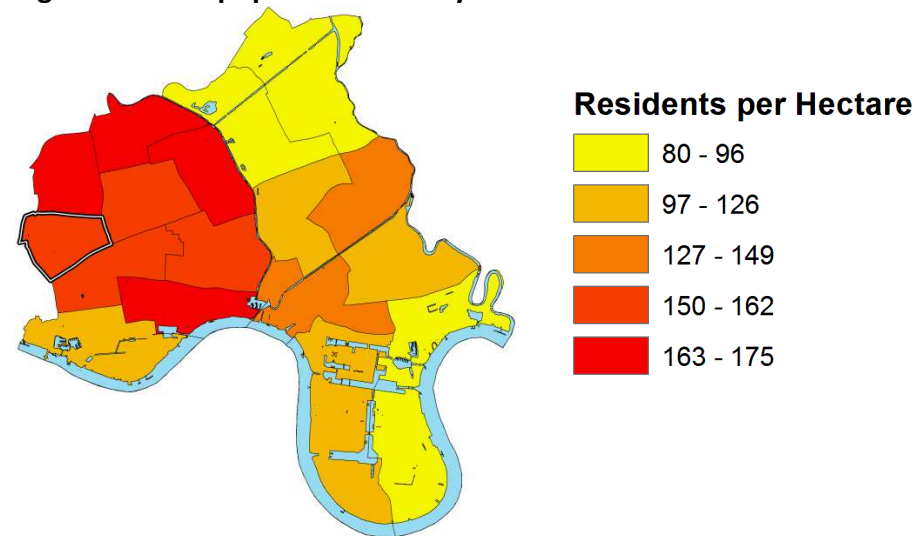 Residents per Hectare
80 - 96
97 - 126
127 - 149
150 - 162
163 - 175